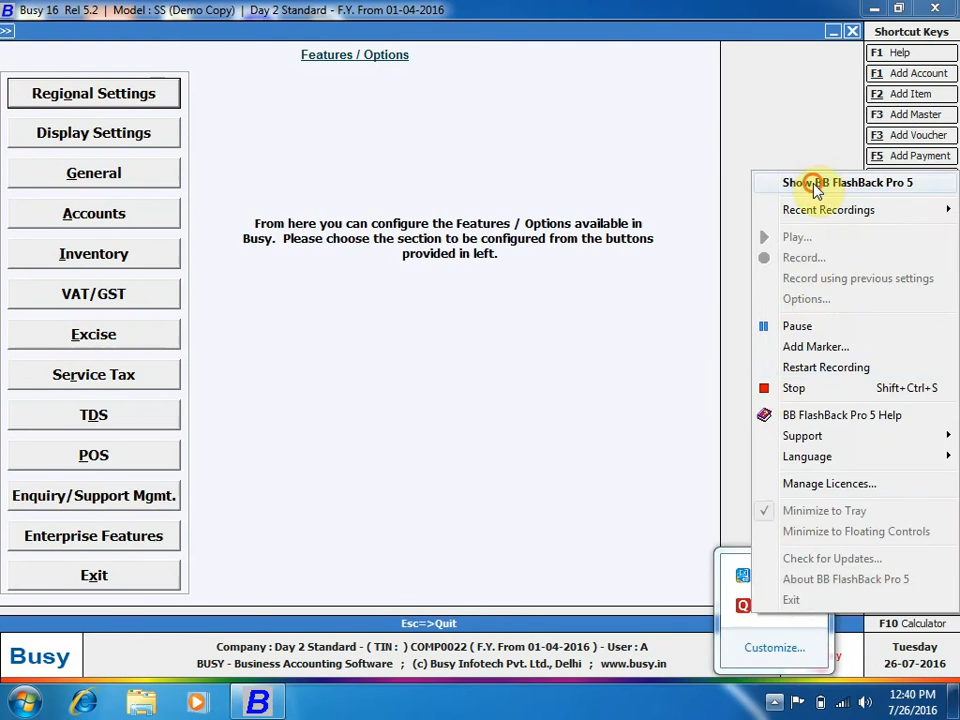 Busy 16 Rel 5.2 | Model : SS (Demo Copy) | Day 2 Standard - F.Y. From 01-04-2016
>>
Features / Options
Regional Settings
Display Settings
General
Accounts
Inventory
VAT/GST
Excise
Service Tax
TDS
POS
Enquiry/Support Mgmt.
Enterprise Features
Exit
From here you can configure the Features / Options available in
Busy. Please choose the section to be configured from the buttons
provided in left.
Shortcut Keys
F1 Help
F1 Add Account
F2 Add Item
F3 Add Master
F3 Add Voucher
F5 Add Payment
Show BB FlashBack Pro 5
Recent Recordings
Play...
Record...
Record using previous settings
Options...
Pause
Add Marker...
Restart Recording
Stop Shift+Ctrl+S
BB FlashBack Pro 5 Help
Support
Language
Manage Licences...
Minimize to Tray
Minimize to Floating Controls
Check for Updates...
About BB FlashBack Pro 5
Exit
Customize...
Esc=>Quit
F10 Calculator
Busy
Company : Day 2 Standard - ( TIN : ) COMP0022 ( F.Y. From 01-04-2016 ) - User : A
BUSY - Business Accounting Software ; (c) Busy Infotech Pvt. Ltd., Delhi ; www.busy.in
Tuesday
26-07-2016
B
12:40 PM
7/26/2016